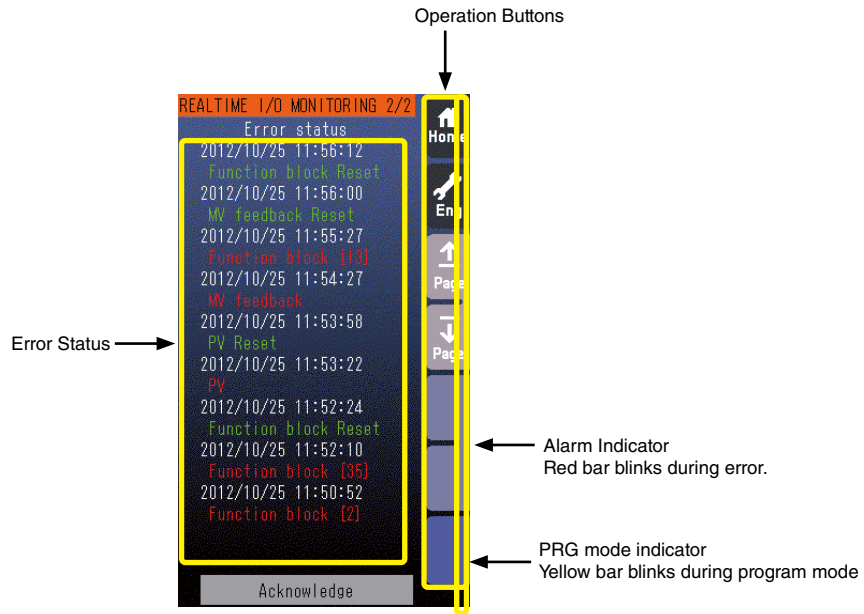 Operation Buttons
REALTIME I/O MONITORING 2/2
Error status
2012/10/25 11:56:12
Function block Reset
2012/10/25 11:56:00
MV feedback Reset
2012/10/25 11:55:27
Function block [13]
2012/10/25 11:54:27
MV feedback
2012/10/25 11:53:58
PV Reset
2012/10/25 11:53:22
PV
2012/10/25 11:52:24
Function block Reset
2012/10/25 11:52:10
Function block [35]
2012/10/25 11:50:52
Function block [2]
Acknowledge
Home
Eng
Page
Page
Error Status
Alarm Indicator
Red bar blinks during error.
PRG mode indicator
Yellow bar blinks during program mode